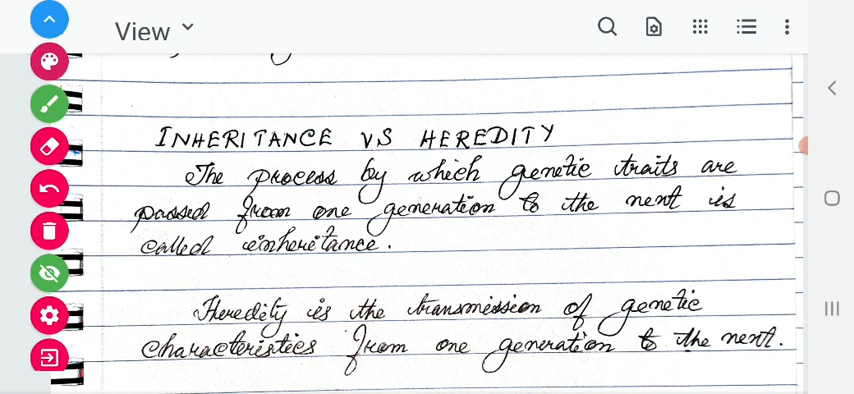 View
INHERITANCE VS HEREDITY
The process by which genetic traits are
passed from one generation to the next is
called inheritance.
Heredity is the transmission of genetic
characteristics from one generation to the next.